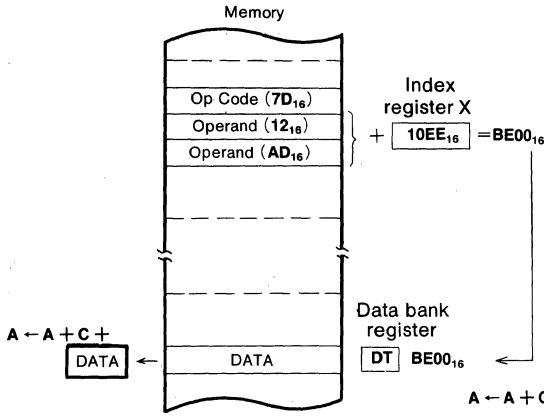 Memory
Op Code (7D₁₆)
Operand (12₁₆)
Operand (AD₁₆)
Index
register X
+ 10EE₁₆ =BE00₁₆
Data bank
register
A ← A + C +
DATA ← DATA
DT BE00₁₆
A ← A + C